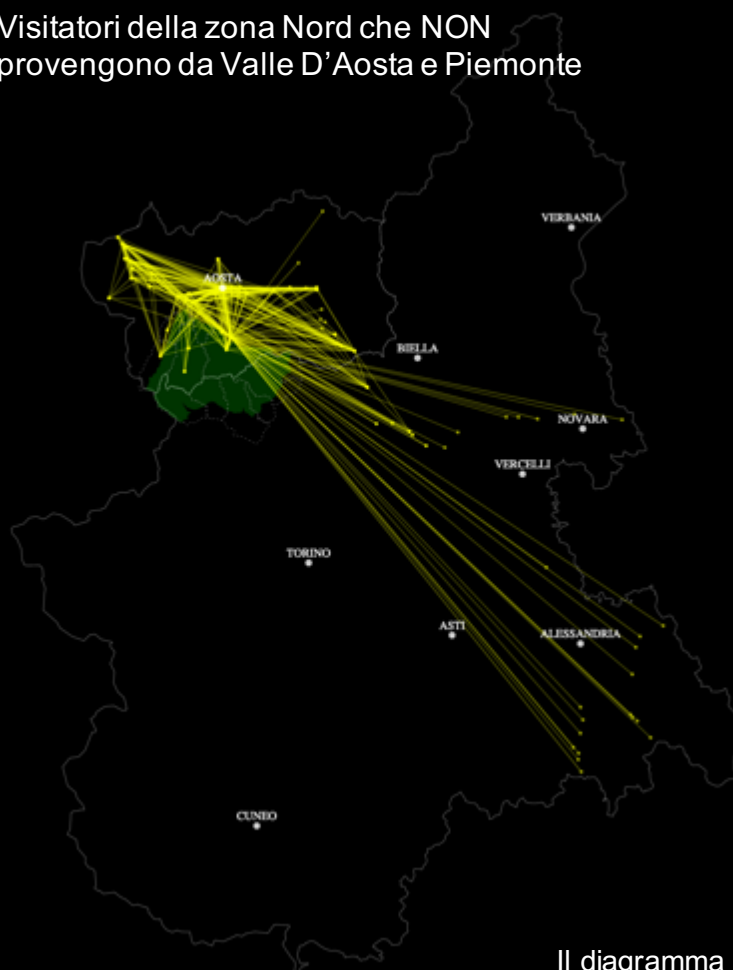 Visitatori della zona Nord che NON
provengono da Valle D'Aosta e Piemonte
VERBANIA
AOSTA
BIELLA
NOVARA
VERCELLI
TORINO
ASTI
ALESSANDRIA
CUNEO
Il diagramma